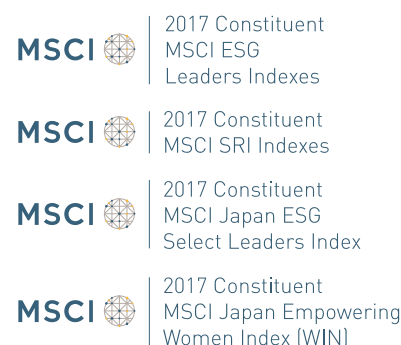 MSCI
2017 Constituent
MSCI ESG
Leaders Indexes
MSCI
2017 Constituent
MSCI SRI Indexes
MSCI
2017 Constituent
MSCI Japan ESG
Select Leaders Index
MSCI
2017 Constituent
MSCI Japan Empowering
Women Index (WIN)